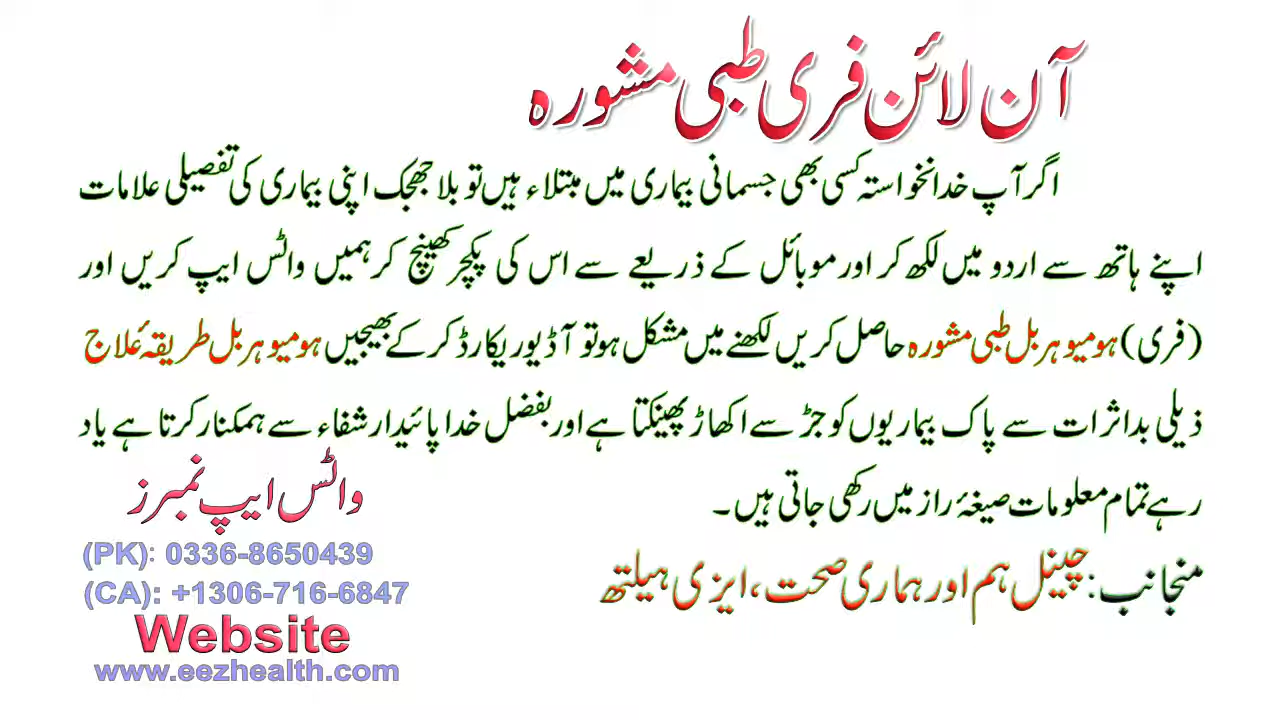 آن لائن فری طبی مشورہ
اگر آپ خدانخواستہ کسی بھی جسمانی بیماری میں مبتلاء ہیں تو بلا جھجک اپنی بیماری کی تفصیلی علامات
اپنے ہاتھ سے اردو میں لکھ کر اور موبائل کے ذریعے سے اس کی پکچر کھینچ کر ہمیں واٹس ایپ کریں اور
(فری) ہومیو ہربل طبی مشورہ حاصل کریں لکھنے میں مشکل ہو تو آڈیو ریکارڈ کر کے بھیجیں ہومیو ہربل طریقہ علاج
ذیلی بداثرات سے پاک بیماریوں کو جڑ سے اکھاڑ پھینکتا ہے اور بفضل خدا پائیدار شفاء سے ہمکنار کرتا ہے یاد
رہے تمام معلومات صیغۂ راز میں رکھی جاتی ہیں۔
منجانب: چینل ہم اور ہماری صحت، ایزی ہیلتھ
واٹس ایپ نمبرز
(PK): 0336-8650439
(CA): +1306-716-6847
Website
www.eezhealth.com